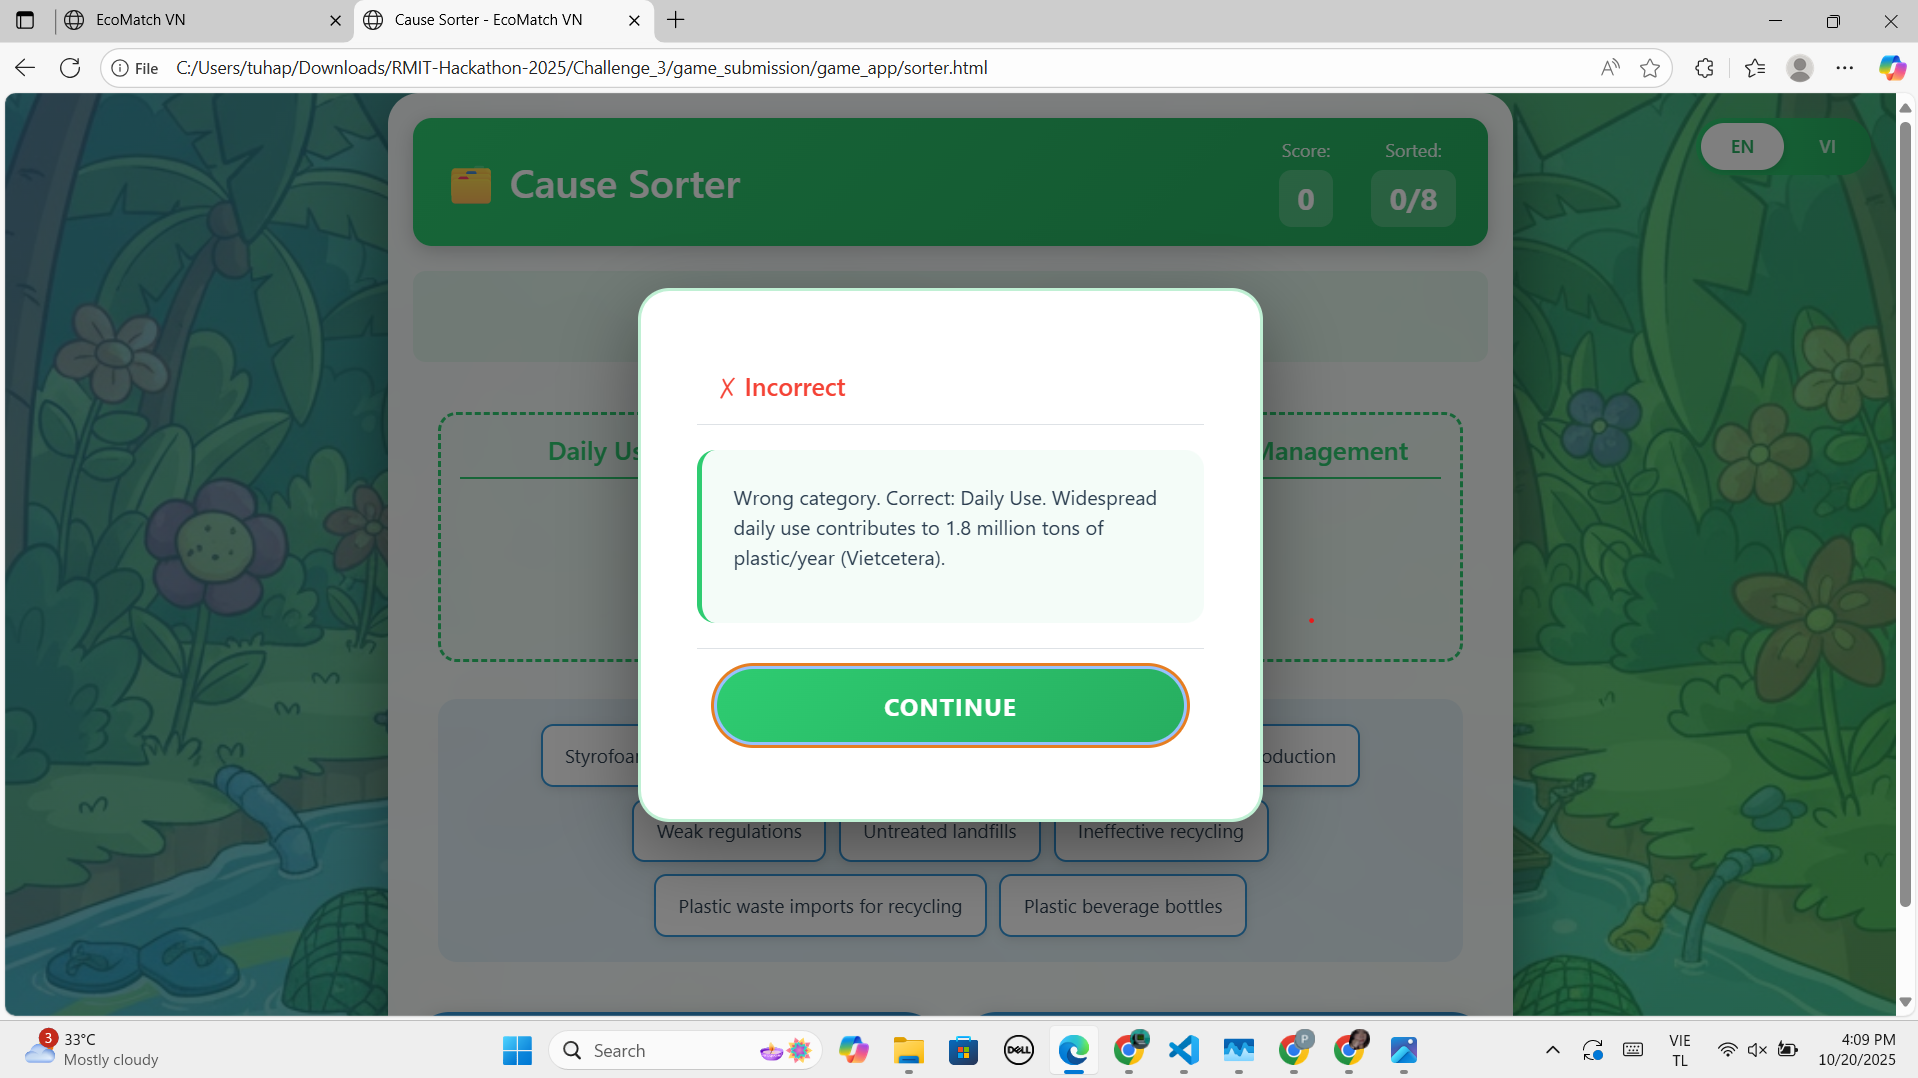 EcoMatch VN
Cause Sorter - EcoMatch VN
File
C:/Users/tuhap/Downloads/RMIT-Hackathon-2025/Challenge_3/game_submission/game_app/sorter.html
EN
VI
Cause Sorter
Score:
0
Sorted:
0/8
Daily Us
Management
✗ Incorrect
Wrong category. Correct: Daily Use. Widespread
daily use contributes to 1.8 million tons of
plastic/year (Vietcetera).
CONTINUE
Styrofoa
oduction
Weak regulations
Untreated landfills
Ineffective recycling
Plastic waste imports for recycling
Plastic beverage bottles
3
33°C
Mostly cloudy
Search
DELL
P
VIE
TL
4:09 PM
10/20/2025